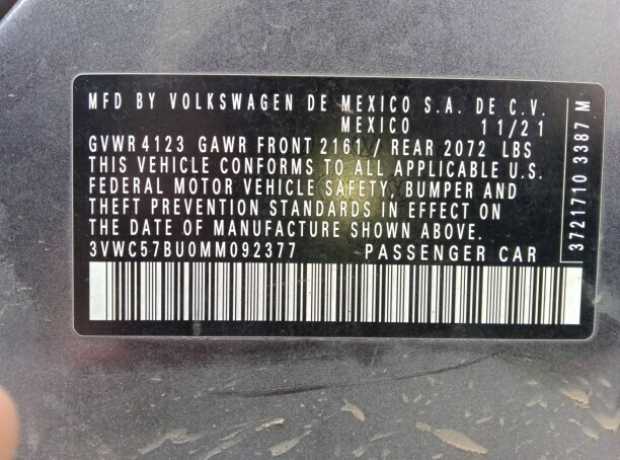 MFD BY VOLKSWAGEN DE MEXICO S.A. DE C.V.
MEXICO 11/21
GVWR 4123 GAWR FRONT 2161 / REAR 2072 LBS
THIS VEHICLE CONFORMS TO ALL APPLICABLE U.S.
FEDERAL MOTOR VEHICLE SAFETY, BUMPER AND
THEFT PREVENTION STANDARDS IN EFFECT ON
THE DATE OF MANUFACTURE SHOWN ABOVE.
3VWC57BU0MM092377 PASSENGER CAR
3721710 3387 M